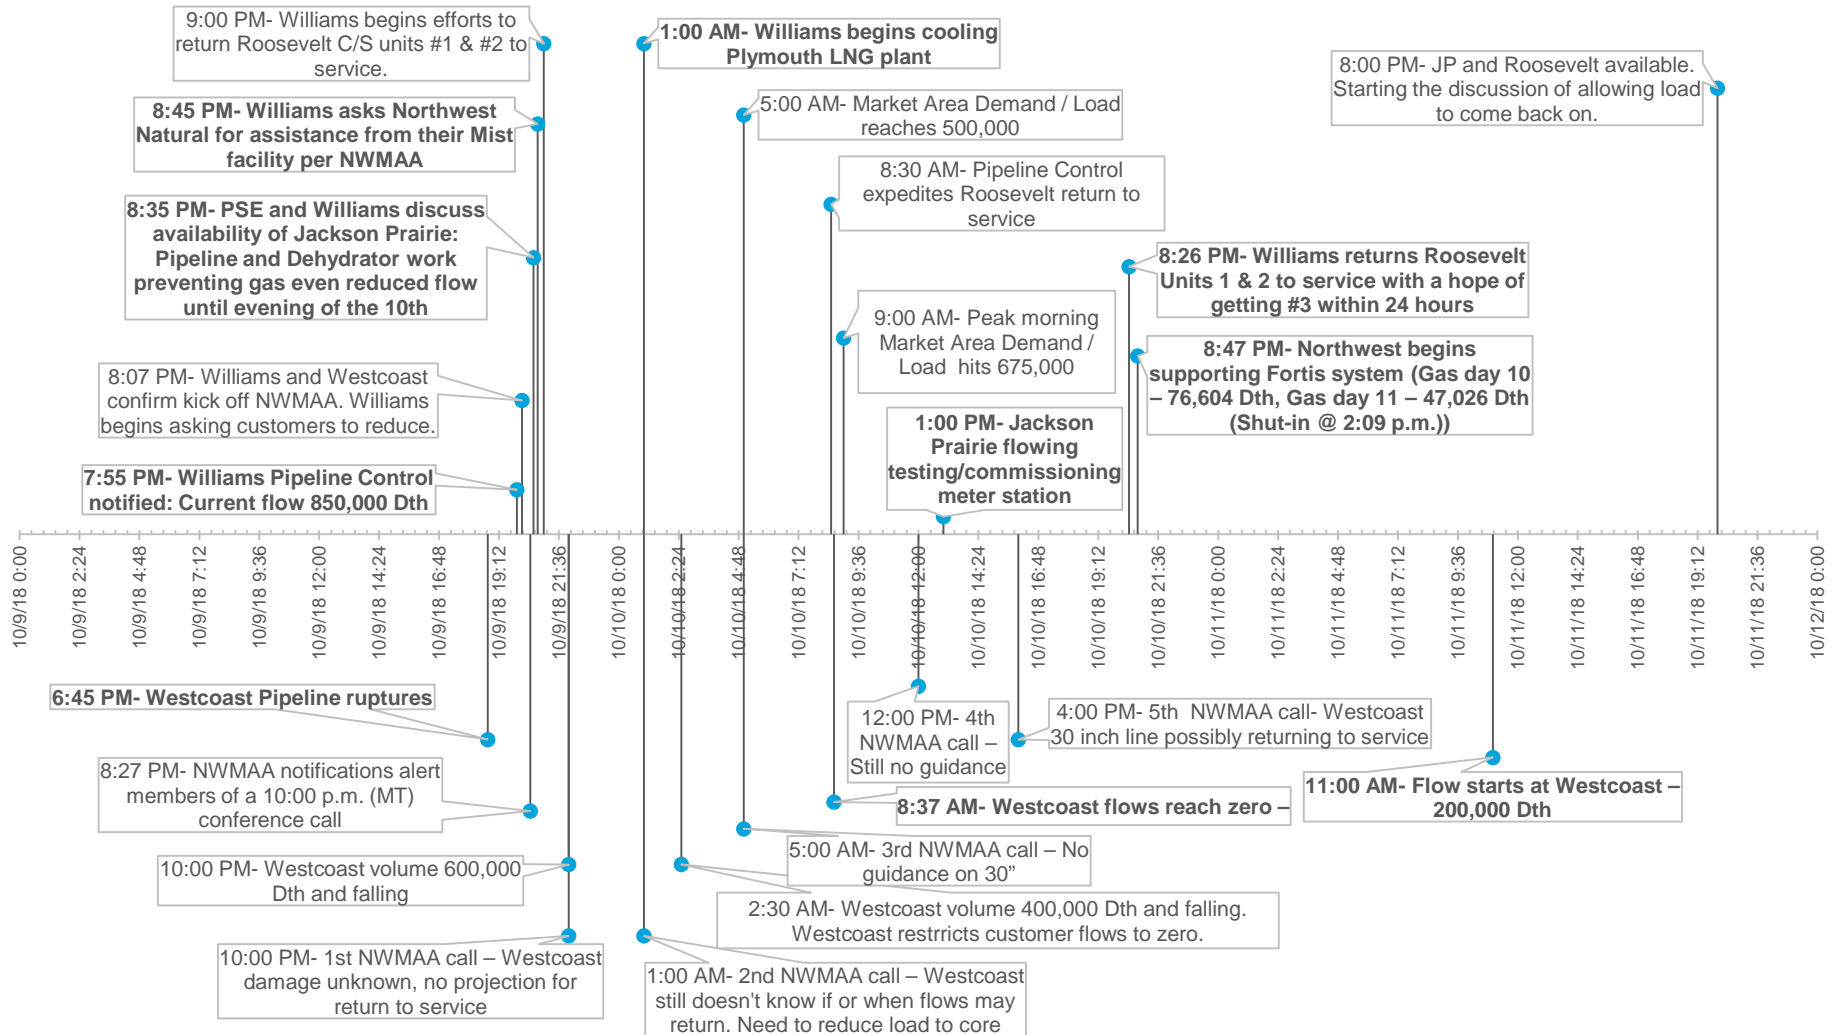 9:00 PM- Williams begins efforts to
return Roosevelt C/S units #1 & #2 to
service.
1:00 AM- Williams begins cooling
Plymouth LNG plant
8:00 PM- JP and Roosevelt available.
Starting the discussion of allowing load
to come back on.
8:45 PM- Williams asks Northwest
Natural for assistance from their Mist
facility per NWMAA
5:00 AM- Market Area Demand / Load
reaches 500,000
8:30 AM- Pipeline Control
expedites Roosevelt return to
service
8:35 PM- PSE and Williams discuss
availability of Jackson Prairie:
Pipeline and Dehydrator work
preventing gas even reduced flow
until evening of the 10th
8:26 PM- Williams returns Roosevelt
Units 1 & 2 to service with a hope of
getting #3 within 24 hours
9:00 AM- Peak morning
Market Area Demand /
Load hits 675,000
8:47 PM- Northwest begins
supporting Fortis system (Gas day 10
– 76,604 Dth, Gas day 11 – 47,026 Dth
(Shut-in @ 2:09 p.m.))
8:07 PM- Williams and Westcoast
confirm kick off NWMAA. Williams
begins asking customers to reduce.
1:00 PM- Jackson
Prairie flowing
testing/commissioning
meter station
7:55 PM- Williams Pipeline Control
notified: Current flow 850,000 Dth
10/9/18 0:00
10/9/18 2:24
10/9/18 4:48
10/9/18 7:12
10/9/18 9:36
10/9/18 12:00
10/9/18 14:24
10/9/18 16:48
10/9/18 19:12
10/9/18 21:36
10/10/18 0:00
10/10/18 2:24
10/10/18 4:48
10/10/18 7:12
10/10/18 9:36
10/10/18 12:00
10/10/18 14:24
10/10/18 16:48
10/10/18 19:12
10/10/18 21:36
10/11/18 0:00
10/11/18 2:24
10/11/18 4:48
10/11/18 7:12
10/11/18 9:36
10/11/18 12:00
10/11/18 14:24
10/11/18 16:48
10/11/18 19:12
10/11/18 21:36
10/12/18 0:00
6:45 PM- Westcoast Pipeline ruptures
12:00 PM- 4th
NWMAA call –
Still no guidance
4:00 PM- 5th NWMAA call- Westcoast
30 inch line possibly returning to service
8:27 PM- NWMAA notifications alert
members of a 10:00 p.m. (MT)
conference call
11:00 AM- Flow starts at Westcoast –
200,000 Dth
8:37 AM- Westcoast flows reach zero –
5:00 AM- 3rd NWMAA call – No
guidance on 30”
10:00 PM- Westcoast volume 600,000
Dth and falling
2:30 AM- Westcoast volume 400,000 Dth and falling.
Westcoast restrricts customer flows to zero.
10:00 PM- 1st NWMAA call – Westcoast
damage unknown, no projection for
return to service
1:00 AM- 2nd NWMAA call – Westcoast
still doesn't know if or when flows may
return. Need to reduce load to core